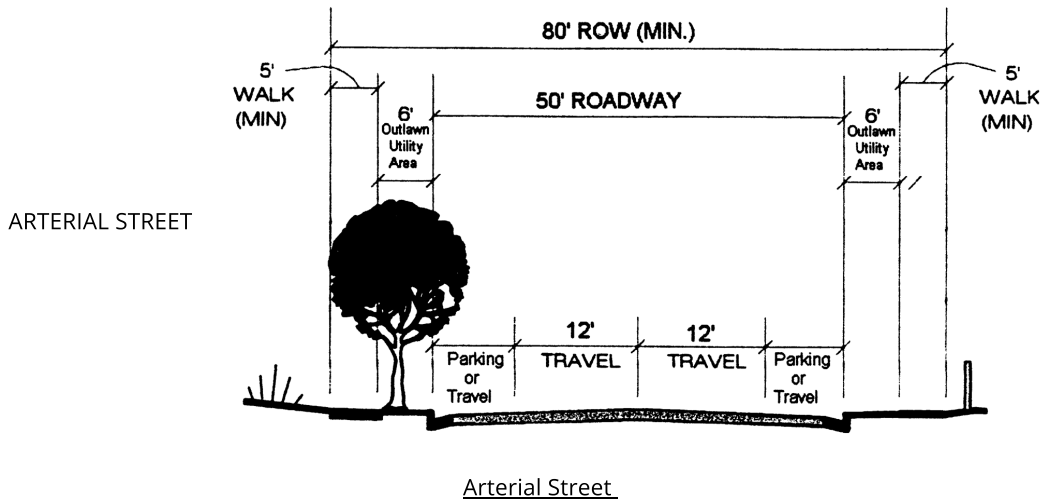 80' ROW (MIN.)
5'
WALK
(MIN)
50' ROADWAY
5'
WALK
(MIN)
6'
Outlawn
Utility
Area
6'
Outlawn
Utility
Area
ARTERIAL STREET
12'
12'
Parking
or
Travel
TRAVEL
TRAVEL
Parking
or
Travel
Arterial Street